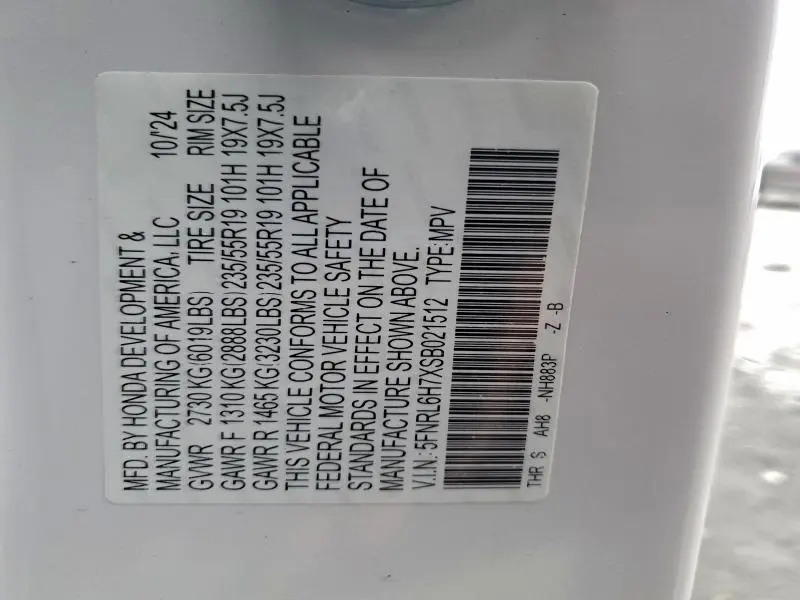 MFD. BY HONDA DEVELOPMENT &
MANUFACTURING OF AMERICA, LLC 10/'24
GVWR 2730 KG(6019LBS) TIRE SIZE RIM SIZE
GAWR F 1310 KG(2888LBS)235/55R19 101H 19X7.5J
GAWR R 1465 KG(3230LBS)235/55R19 101H 19X7.5J
THIS VEHICLE CONFORMS TO ALL APPLICABLE
FEDERAL MOTOR VEHICLE SAFETY
STANDARDS IN EFFECT ON THE DATE OF
MANUFACTURE SHOWN ABOVE.
V.I.N.: 5FNRL6H7XSB021512 TYPE: MPV
THR S AH8 -NH883P -Z -B